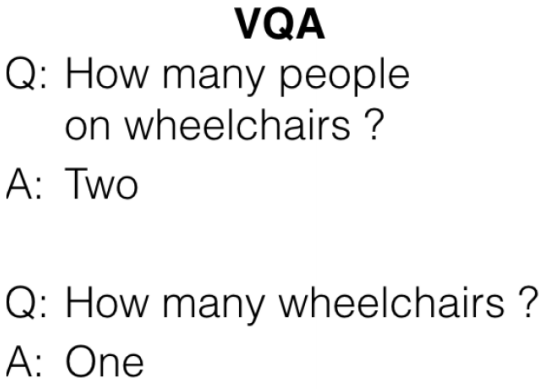 VQA
Q: How many people
on wheelchairs ?
A: Two
Q: How many wheelchairs ?
A: One